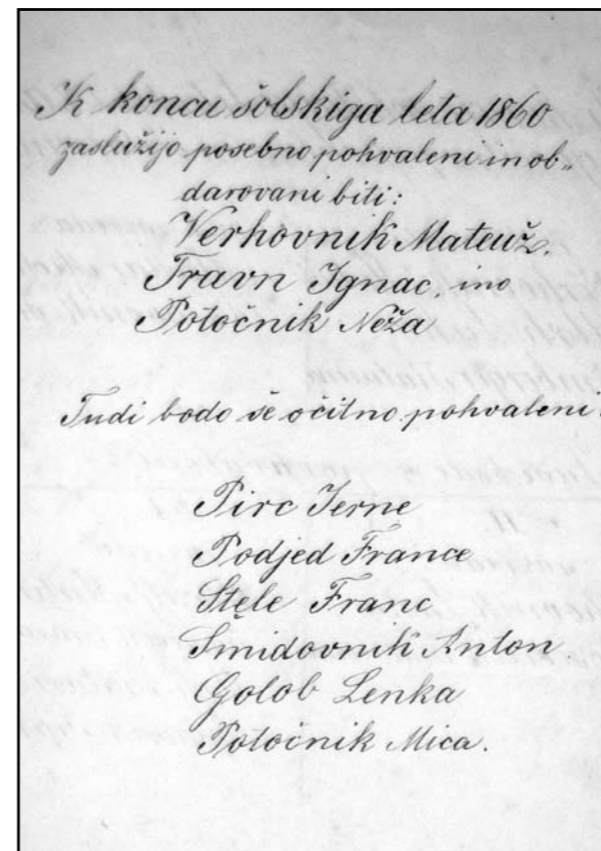 K koncu šolskiga leta 1860
zaslužijo posebno pohvaleni in ob„
darovani biti:
Verhovnik Mateuž.
Travn Ignac, ino
Potočnik Neža
Tudi bodo še očitno pohvaleni
Pirc Jerne
Podjed France
Stele Franc
Šmidovnik Anton.
Golob Lenka
Potočnik Mica.